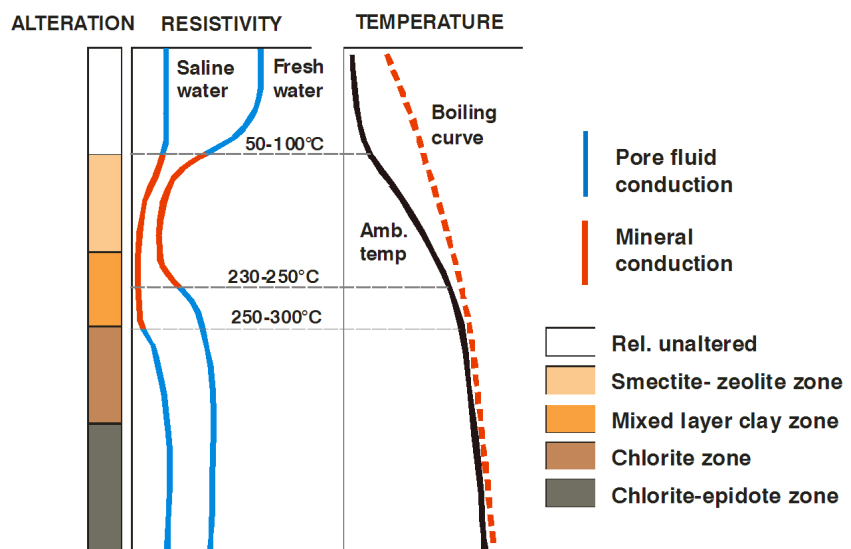 ALTERATION
RESISTIVITY
TEMPERATURE
Saline
water
Fresh
water
Boiling
curve
50-100°C
Amb.
temp
230-250°C
250-300°C
Pore fluid
conduction
Mineral
conduction
Rel. unaltered
Smectite- zeolite zone
Mixed layer clay zone
Chlorite zone
Chlorite-epidote zone